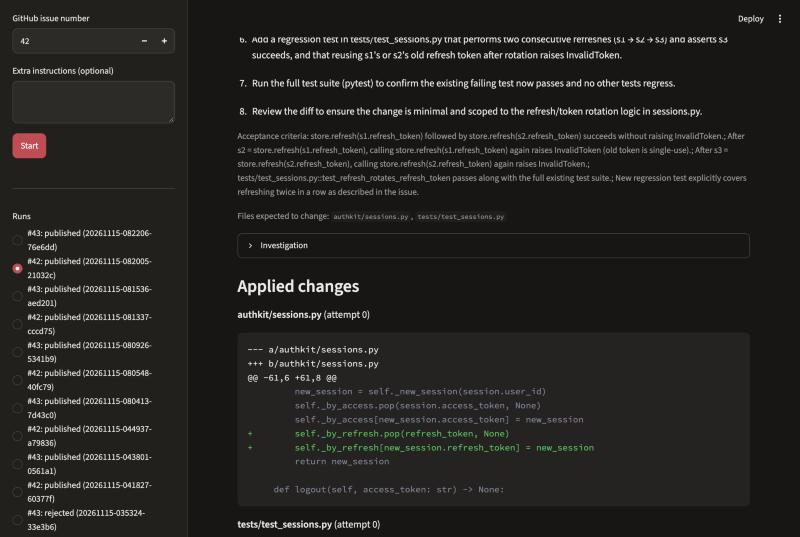 GitHub issue number
42
Extra instructions (optional)
Start
Runs
#43: published (20261115-082206-
76e6dd)
#42: published (20261115-082005-
21032c)
#43: published (20261115-081536-
aed201)
#42: published (20261115-081337-
cccd75)
#43: published (20261115-080926-
5341b9)
#42: published (20261115-080548-
40fc79)
#43: published (20261115-080413-
7d43c0)
#42: published (20261115-044937-
a79836)
#43: published (20261115-043801-
0561a1)
#42: published (20261115-041827-
60377f)
#43: rejected (20261115-035324-
33e3b6)
Deploy
6. Add a regression test in tests/test_sessions.py that performs two consecutive refreshes (s1 → s2 → s3) and asserts s3
succeeds, and that reusing s1's or s2's old refresh token after rotation raises InvalidToken.
7. Run the full test suite (pytest) to confirm the existing failing test now passes and no other tests regress.
8. Review the diff to ensure the change is minimal and scoped to the refresh/token rotation logic in sessions.py.
Acceptance criteria: store.refresh(s1.refresh_token) followed by store.refresh(s2.refresh_token) succeeds without raising InvalidToken.; After
s2 = store.refresh(s1.refresh_token), calling store.refresh(s1.refresh_token) again raises InvalidToken (old token is single-use).; After s3 =
store.refresh(s2.refresh_token), calling store.refresh(s2.refresh_token) again raises InvalidToken.;
tests/test_sessions.py::test_refresh_rotates_refresh_token passes along with the full existing test suite.; New regression test explicitly covers
refreshing twice in a row as described in the issue.
Files expected to change: authkit/sessions.py, tests/test_sessions.py
Investigation
Applied changes
authkit/sessions.py (attempt 0)
--- a/authkit/sessions.py
+++ b/authkit/sessions.py
@@ -61,6 +61,8 @@
new_session = self._new_session(session.user_id)
self._by_access.pop(session.access_token, None)
self._by_access[new_session.access_token] = new_session
+ self._by_refresh.pop(refresh_token, None)
+ self._by_refresh[new_session.refresh_token] = new_session
return new_session
def logout(self, access_token: str) -> None:
tests/test_sessions.py (attempt 0)